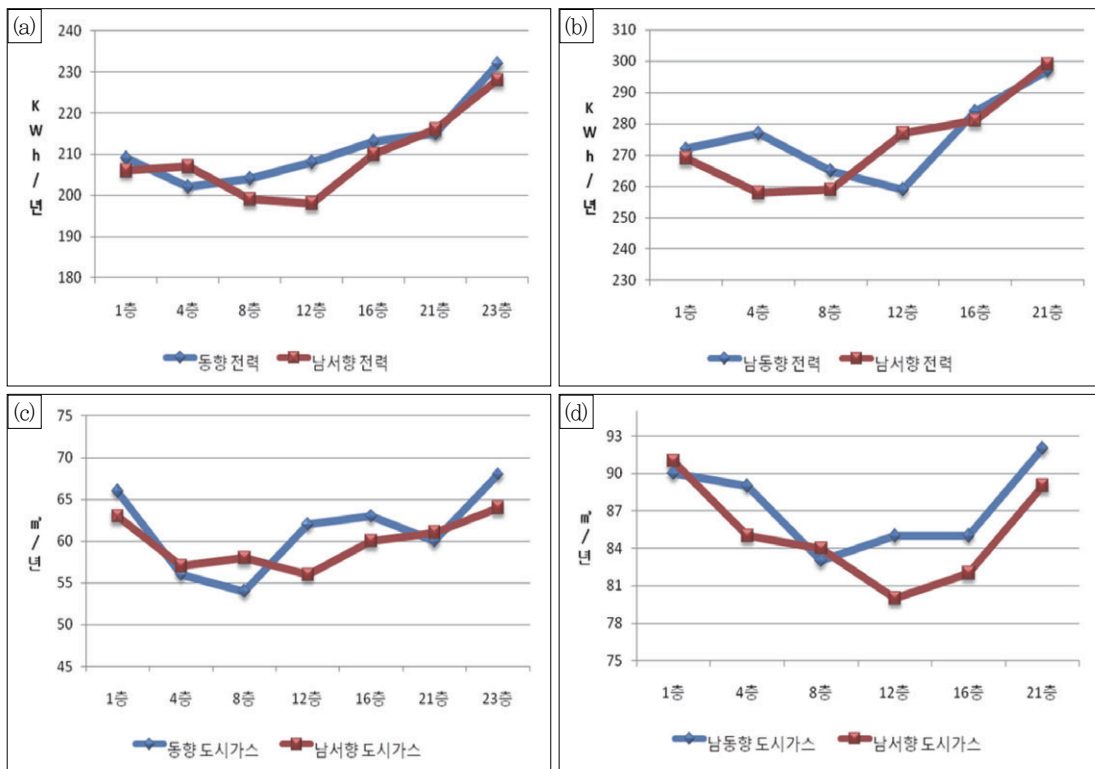 (a)
240
230
220
210
200
190
180
K
W
h
/
년
1층 4층 8층 12층 16층 21층 23층
동향 전력 남서향 전력
(b)
310
300
290
280
270
260
250
240
230
K
W
h
/
년
1층 4층 8층 12층 16층 21층
남동향 전력 남서향 전력
(c)
75
70
65
60
55
50
45
/
년
1층 4층 8층 12층 16층 21층 23층
동향 도시가스 남서향 도시가스
(d)
93
90
87
84
81
78
75
/
년
1층 4층 8층 12층 16층 21층
남동향 도시가스 남서향 도시가스